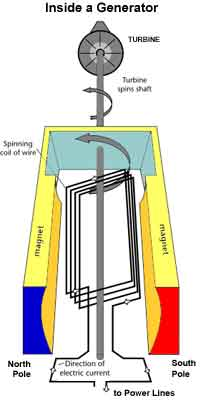 Inside a Generator
TURBINE
Turbine
spins shaft
Spinning
coil of wire
magnet
magnet
North
Pole
South
Pole
Direction of
electric current
to Power Lines